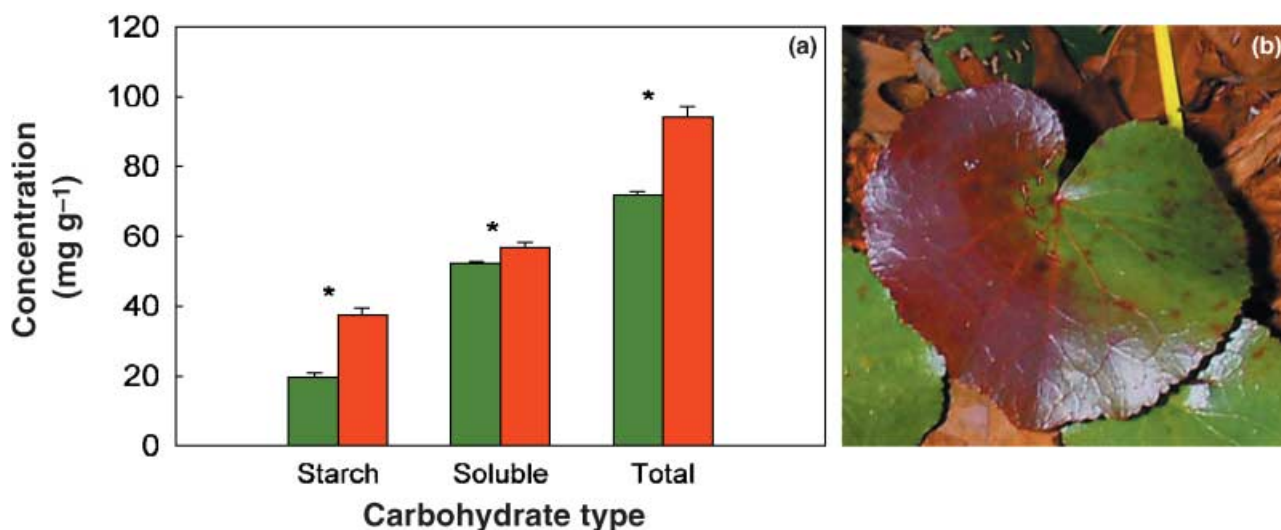 120
100
80
60
40
20
0
Concentration
(mg g⁻¹)
(a)
*
*
*
Starch Soluble Total
Carbohydrate type
(b)